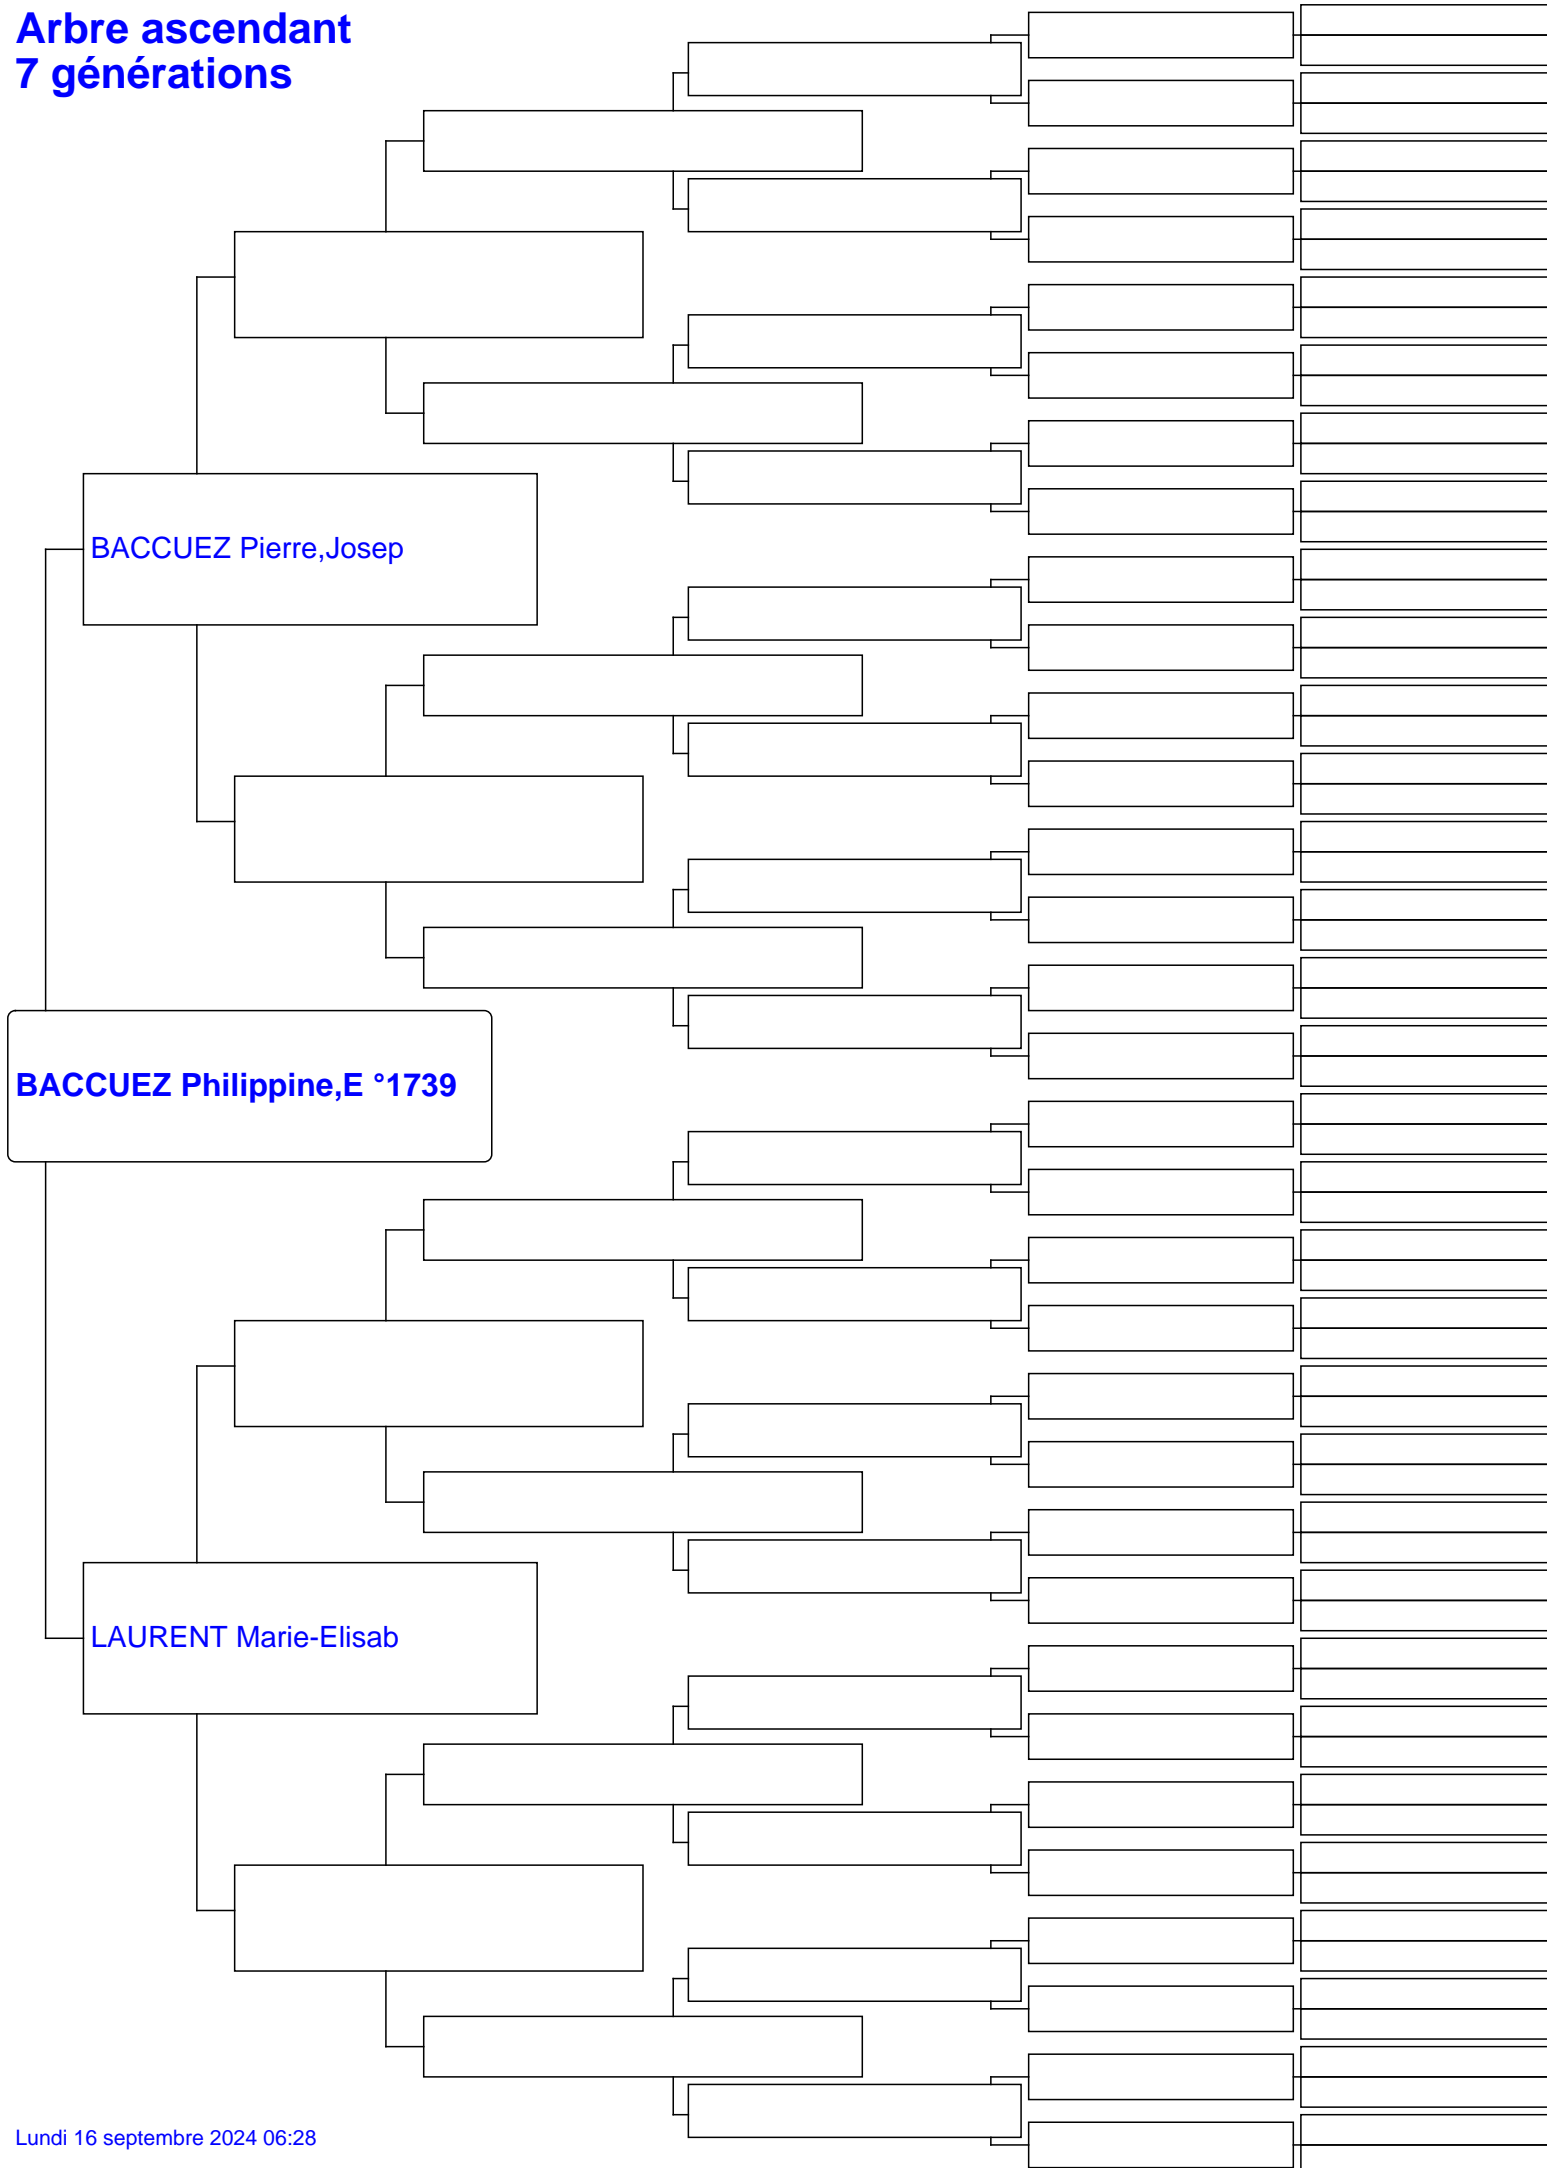 Arbre ascendant
7 générations
BACCUEZ Pierre,Josep
BACCUEZ Philippine,E °1739
LAURENT Marie-Elisab
Lundi 16 septembre 2024 06:28